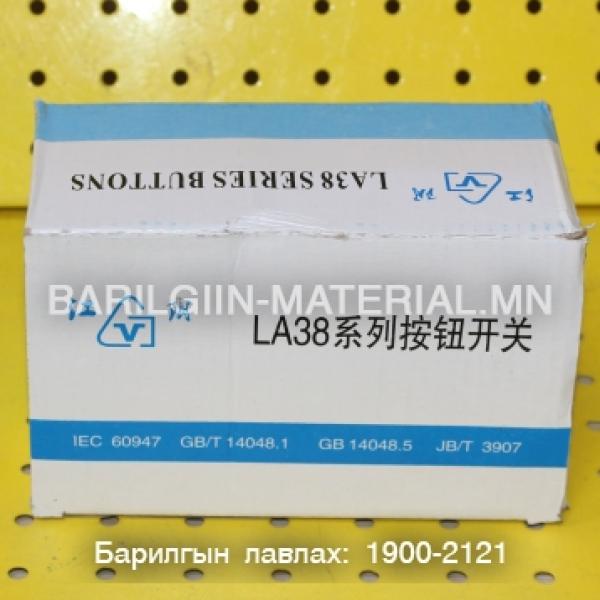 LA38 SERIES BUTTONS
BARILGIIN-MATERIAL.MN
LA38系列按钮开关
IEC 60947 GB/T 14048.1 GB 14048.5 JB/T 3907
Барилгын лавлах: 1900-2121